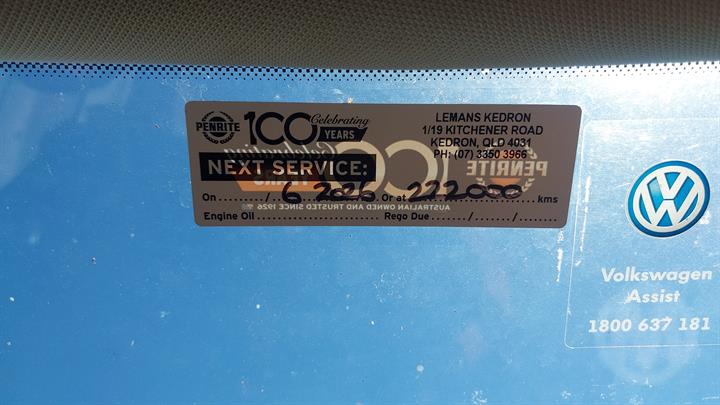 PENRITE
Celebrating
100
YEARS
LEMANS KEDRON
1/19 KITCHENER ROAD
KEDRON, QLD 4031
PH: (07) 3350 3966
NEXT SERVICE:
On ....../ 6 / 2026 Or at 222000 kms
AUSTRALIAN OWNED AND TRUSTED SINCE 1926
Engine Oil Rego Due ....../....../......
Volkswagen
Assist
1800 637 181